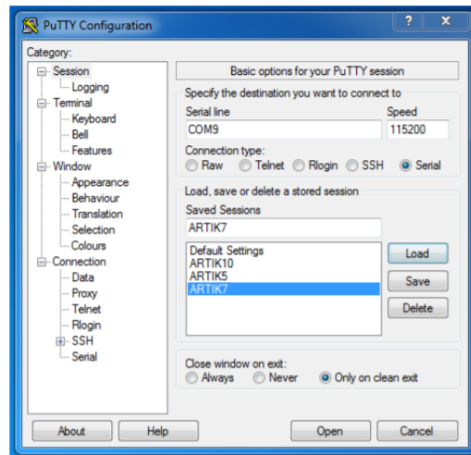 PuTTY Configuration
Category:
Session
Logging
Terminal
Keyboard
Bell
Features
Window
Appearance
Behaviour
Translation
Selection
Colours
Connection
Data
Proxy
Telnet
Rlogin
SSH
Serial
Basic options for your PuTTY session
Specify the destination you want to connect to
Serial line Speed
COM9 115200
Connection type:
Raw Telnet Rlogin SSH Serial
Load, save or delete a stored session
Saved Sessions
ARTIK7
Default Settings
ARTIK10
ARTIK5
ARTIK7
Load
Save
Delete
Close window on exit:
Always Never Only on clean exit
About Help Open Cancel